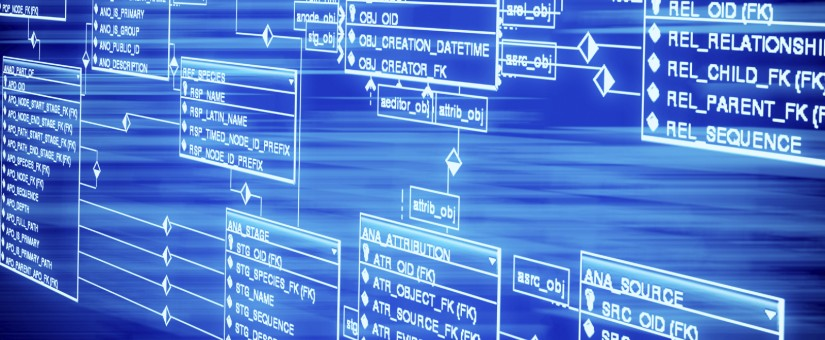 POP_NODE_FK (FK)
ANO_IS_PRIMARY
ANO_IS_GROUP
ANO_PUBLIC_ID
ANO_DESCRIPTION
anode_obj
stg_obj
OBJ_OID
OBJ_CREATION_DATETIME
OBJ_CREATOR_FK
asrc_obj
REL_OID (FK)
REL_RELATIONSHI
REL_CHILD_FK (FK)
REL_PARENT_FK (F
REL_SEQUENCE
ANAD_PART_OF
APO_OID
APO_NODE_START_STAGE_FK (FK)
APO_NODE_END_STAGE_FK (FK)
APO_PATH_START_STAGE_FK (FK)
APO_PATH_END_STAGE_FK (FK)
APO_SPECIES_FK (FK)
APO_NODE_FK (FK)
APO_SEQUENCE
APO_DEPTH
APO_FULL_PATH
APO_IS_PRIMARY
APO_IS_PRIMARY_PATH
APO_PARENT_APO_FK (FK)
REF_SPECIES
RSP_NAME
RSP_LATIN_NAME
RSP_TIMED_NODE_ID_PREFIX
RSP_NODE_ID_PREFIX
aeditor_obj
attrib_obj
attrib_obj
ANA_STAGE
STG_OID (FK)
STG_SPECIES_FK (FK)
STG_NAME
STG_SEQUENCE
ANA_ATTRIBUTION
ATR_OID (FK)
ATR_OBJECT_FK (FK)
ATR_SOURCE_FK (FK)
asrc_obj
ANA_SOURCE
SRC_OID (FK)